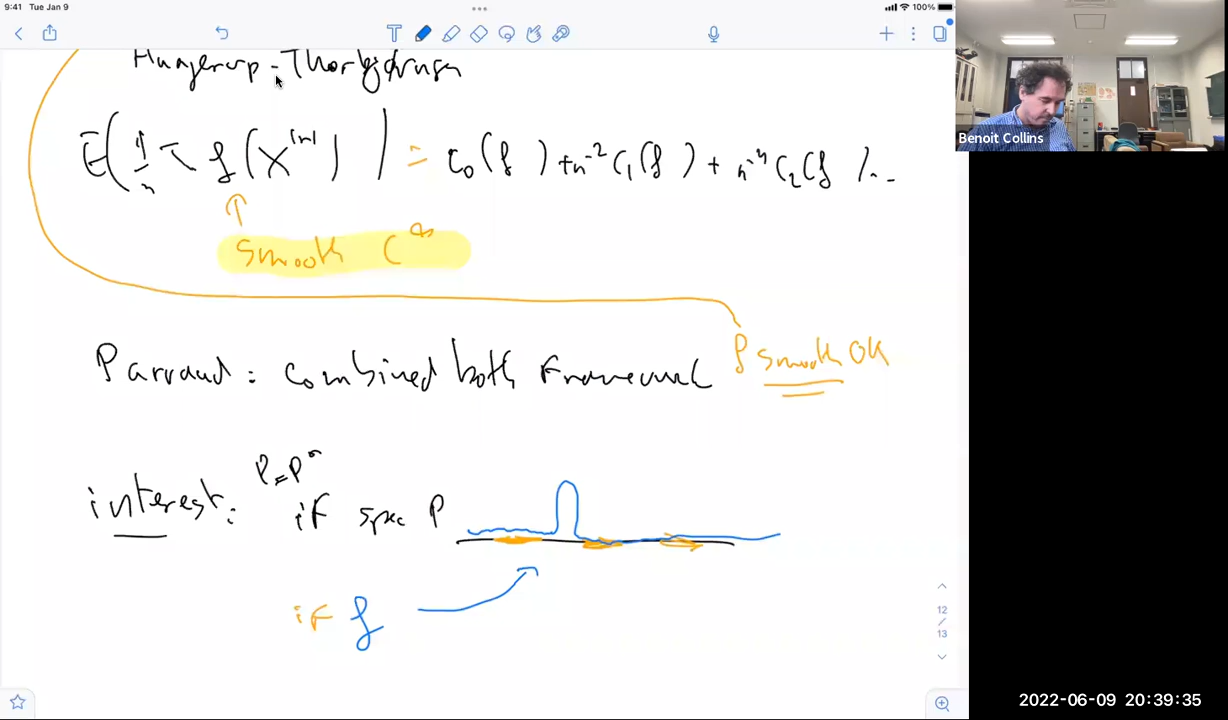 9:41 Tue Jan 9
100%
- Thorbjørnsen
E( 1/n Tr f(X^(n)) ) = C₀(f) + n⁻² C₁(f) + n⁻⁴ C₂(f) ...
Smooth C^∞
Parraud: combined both Framework
f smooth OK
P=P*
interest: if spec P
if f
12
/
13
Benoit Collins
2022-06-09 20:39:35